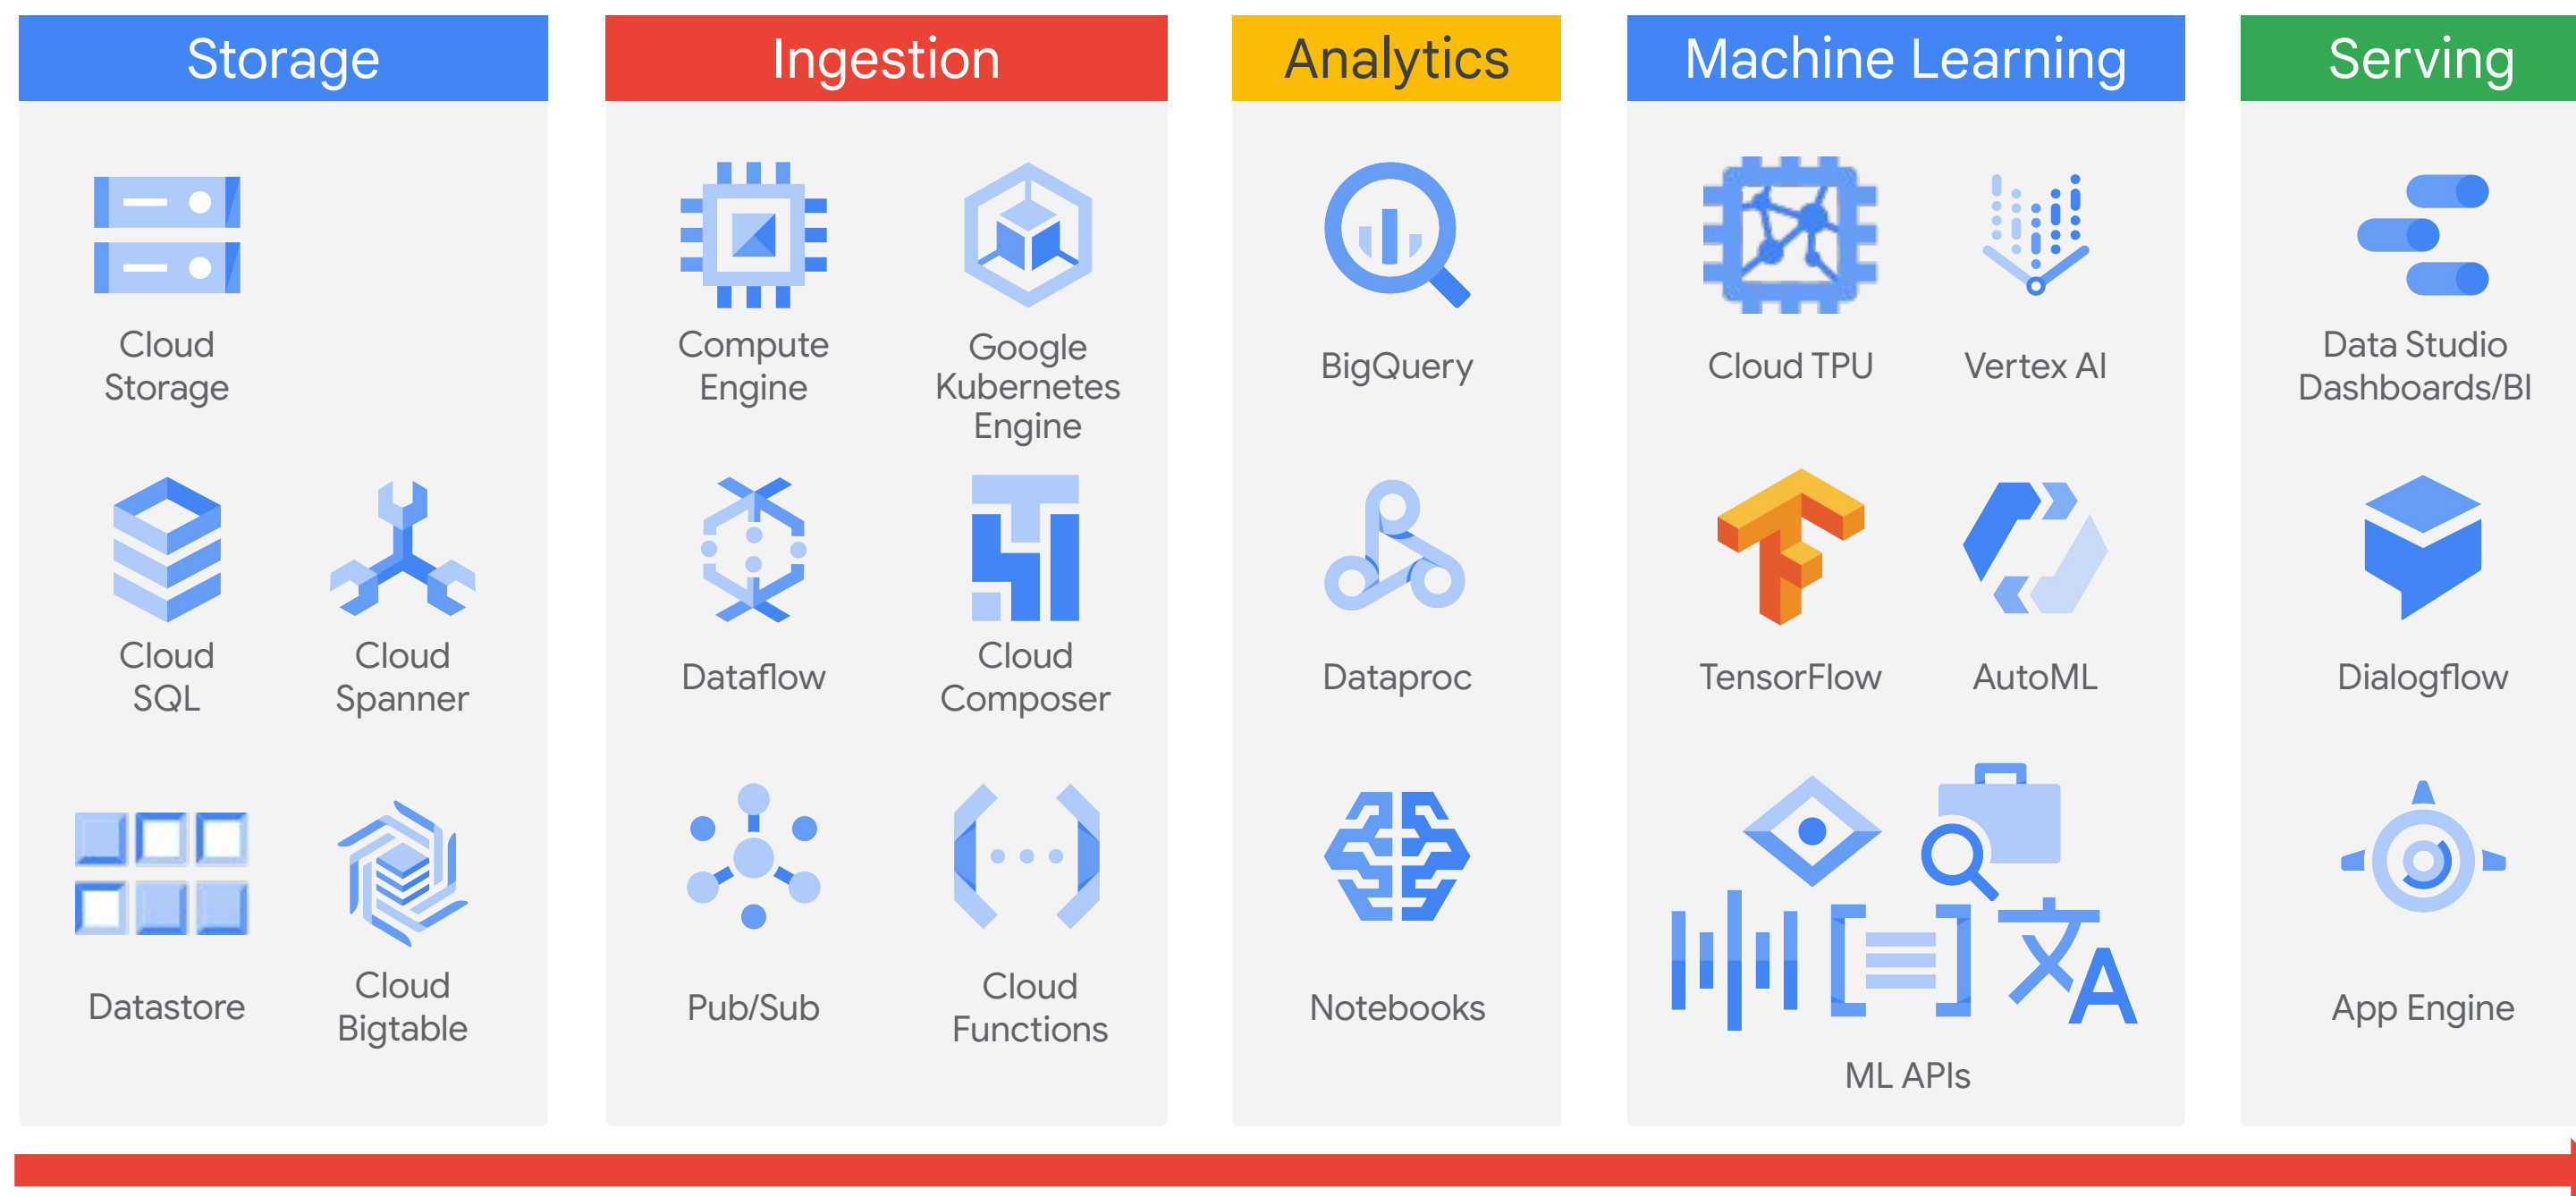 Storage
Cloud
Storage
Cloud
SQL
Cloud
Spanner
Datastore
Cloud
Bigtable
Ingestion
Compute
Engine
Google
Kubernetes
Engine
Dataflow
Cloud
Composer
Pub/Sub
Cloud
Functions
Analytics
BigQuery
Dataproc
Notebooks
Machine Learning
Cloud TPU
Vertex AI
TensorFlow
AutoML
文A
ML APIs
Serving
Data Studio
Dashboards/BI
Dialogflow
App Engine